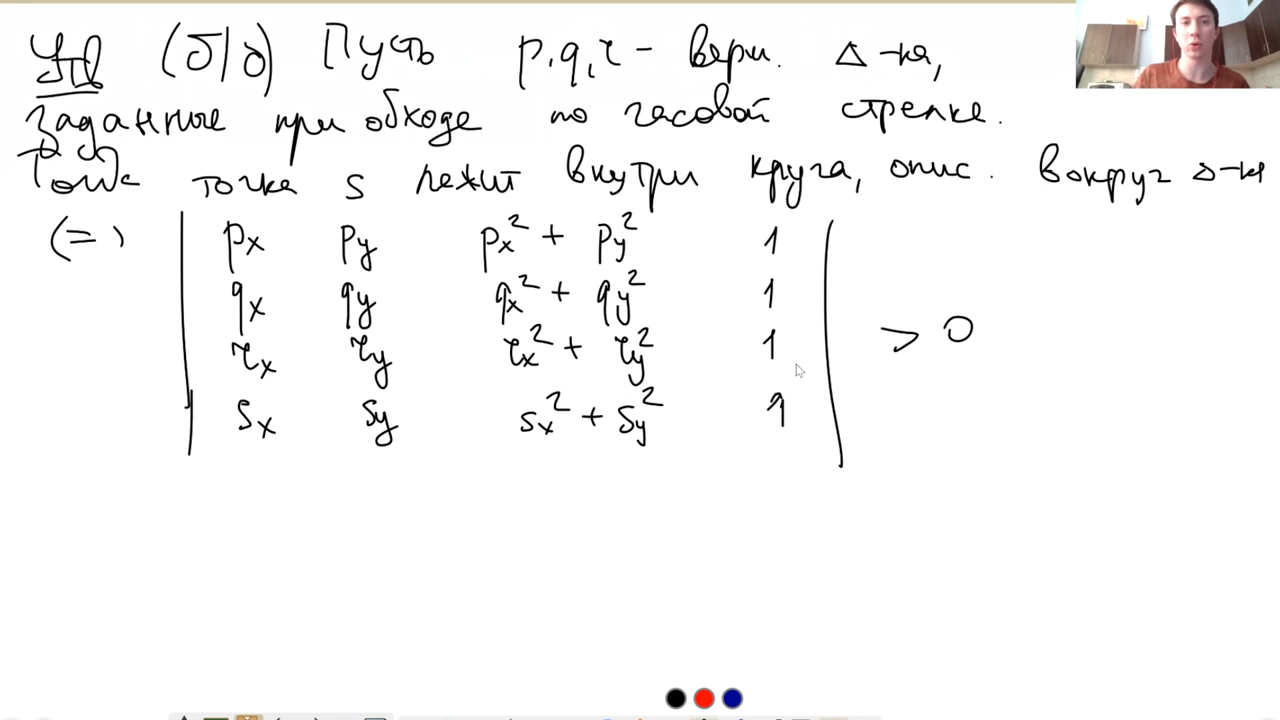 Утв (б/д) Пусть p, q, r - верш. Δ-ка,
заданные при обходе по часовой стрелке.
Тогда точка s лежит внутри круга, опис. вокруг Δ-ка
(=) | px py px² + py² 1 |
| qx qy qx² + qy² 1 |
| rx ry rx² + ry² 1 | > 0
| sx sy sx² + sy² 1 |